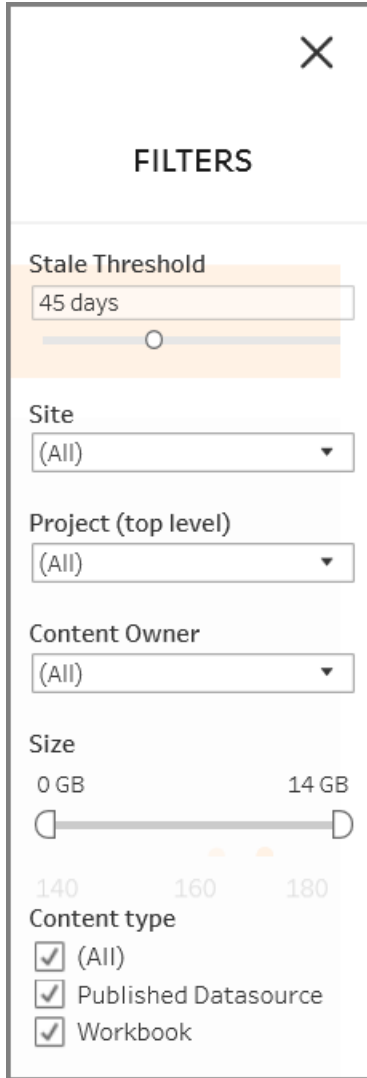 FILTERS
Stale Threshold
45 days
Site
(All)
Project (top level)
(All)
Content Owner
(All)
Size
0 GB 14 GB
140 160 180
Content type
(All)
Published Datasource
Workbook